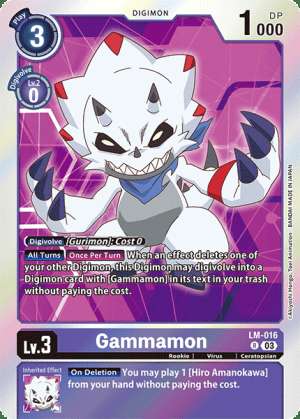 DIGIMON
Play
3
DP
1000
Digivolve
Lv.2
0
Digivolve [Gurimon]: Cost 0
All Turns Once Per Turn When an effect deletes one
of your other Digimon, this Digimon may digivolve into a
Digimon card with [Gammamon] in its text in your trash
without paying the cost.
LM-016
Lv.3
Gammamon
R 03
Rookie Virus Ceratopsian
Inherited Effect
On Deletion You may play 1 [Hiro Amanokawa]
from your hand without paying the cost.